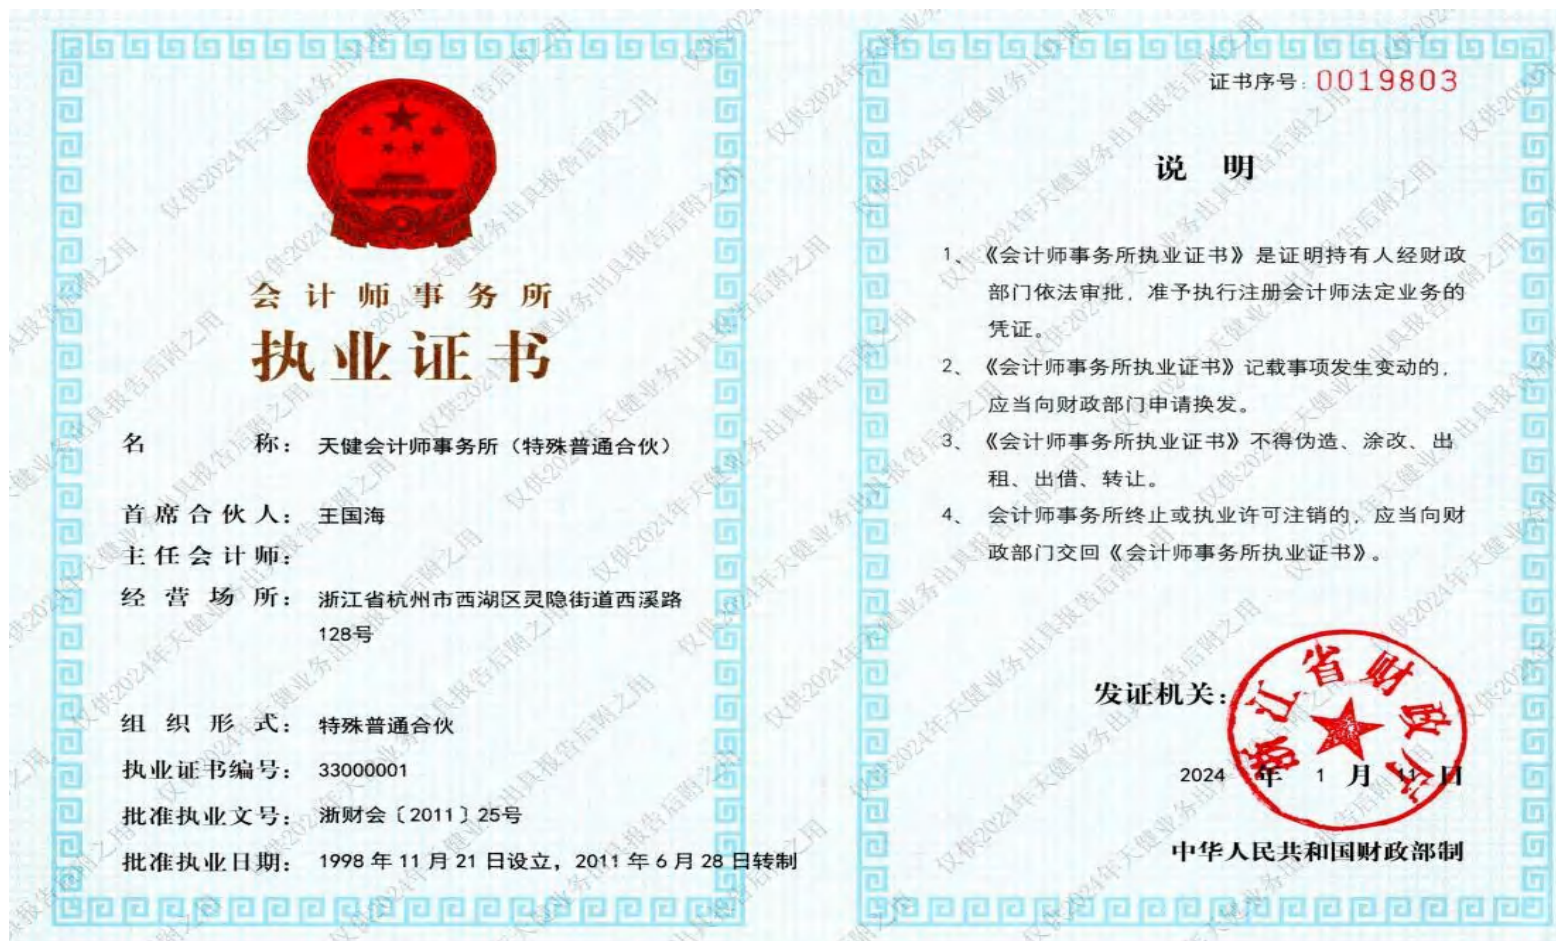 会计师事务所
执业证书
名称：天健会计师事务所（特殊普通合伙）
首席合伙人：王国海
主任会计师：
经营场所：浙江省杭州市西湖区灵隐街道西溪路
128号
组织形式：特殊普通合伙
执业证书编号：33000001
批准执业文号：浙财会〔2011〕25号
批准执业日期：1998年11月21日设立，2011年6月28日转制
证书序号：0019803
说明
1、《会计师事务所执业证书》是证明持有人经财政
部门依法审批，准予执行注册会计师法定业务的
凭证。
2、《会计师事务所执业证书》记载事项发生变动的，
应当向财政部门申请换发。
3、《会计师事务所执业证书》不得伪造、涂改、出
租、出借、转让。
4、会计师事务所终止或执业许可注销的，应当向财
政部门交回《会计师事务所执业证书》。
发证机关：
浙江省财政厅
2024年1月11日
中华人民共和国财政部制
仅供2024年天健业务出具报告后附之用